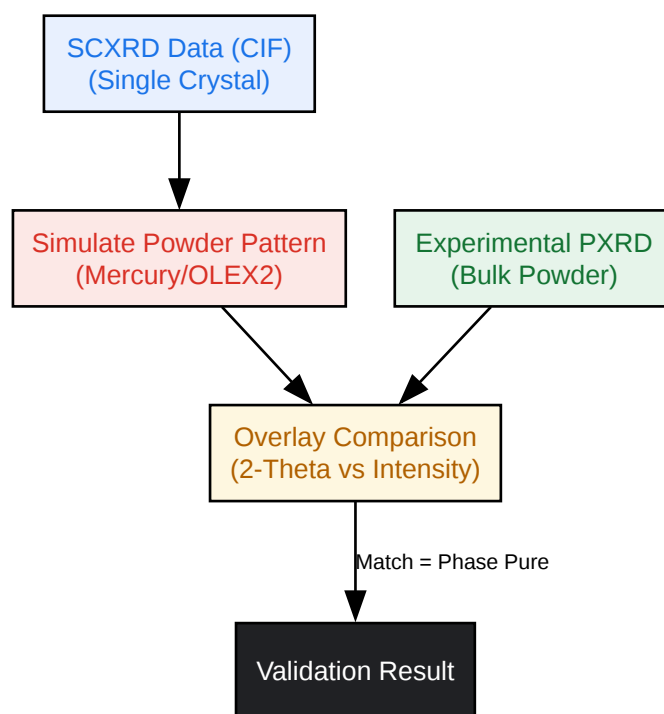 SCXRD Data (CIF)
(Single Crystal)
Simulate Powder Pattern
(Mercury/OLEX2)
Experimental PXRD
(Bulk Powder)
Overlay Comparison
(2-Theta vs Intensity)
Match = Phase Pure
Validation Result